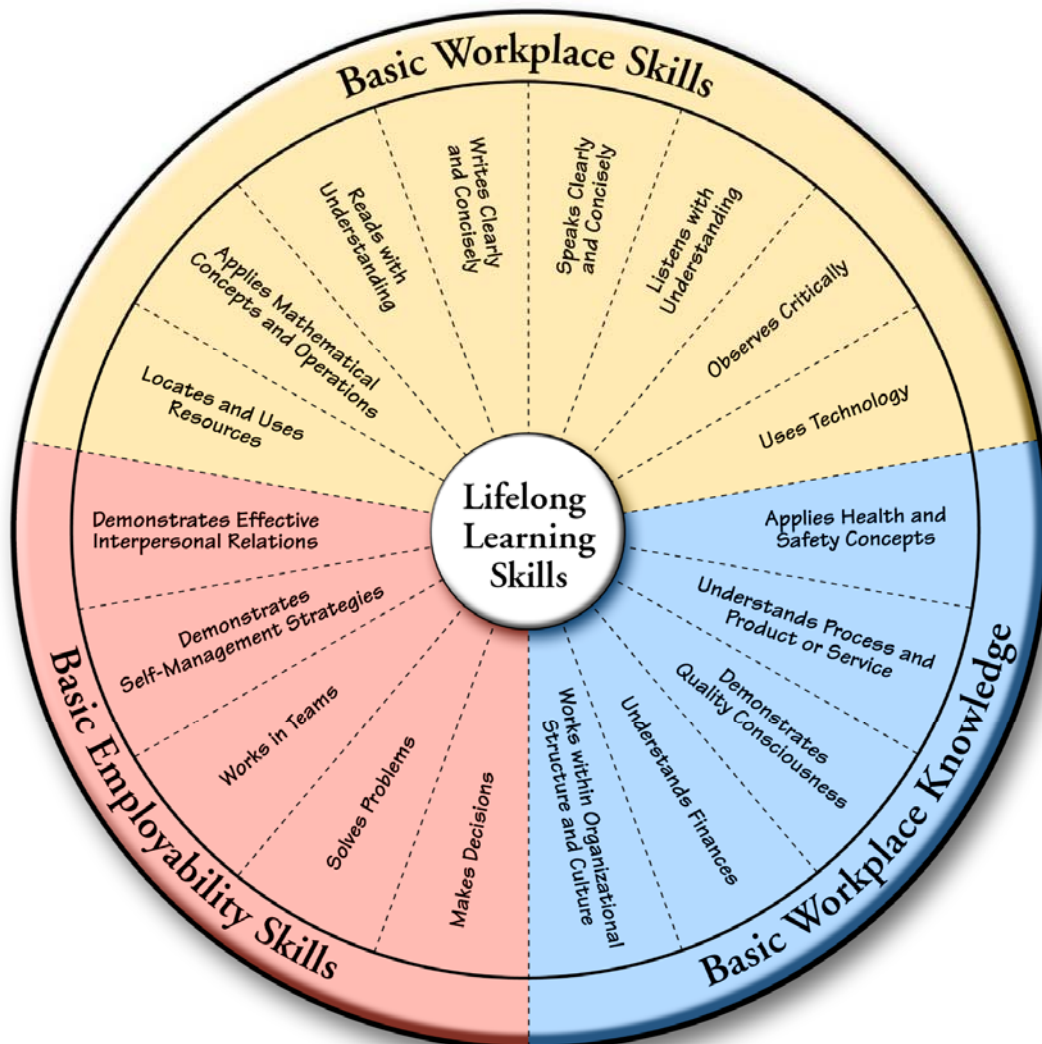 Basic Workplace Skills
Locates and Uses
Resources
Applies Mathematical
Concepts and Operations
Reads with
Understanding
Writes Clearly
and Concisely
Speaks Clearly
and Concisely
Listens with
Understanding
Observes Critically
Uses Technology
Lifelong
Learning
Skills
Basic Workplace Knowledge
Applies Health and
Safety Concepts
Understands Process and
Product or Service
Demonstrates
Quality Consciousness
Understands Finances
Works within Organizational
Structure and Culture
Basic Employability Skills
Demonstrates Effective
Interpersonal Relations
Demonstrates
Self-Management Strategies
Works in Teams
Solves Problems
Makes Decisions